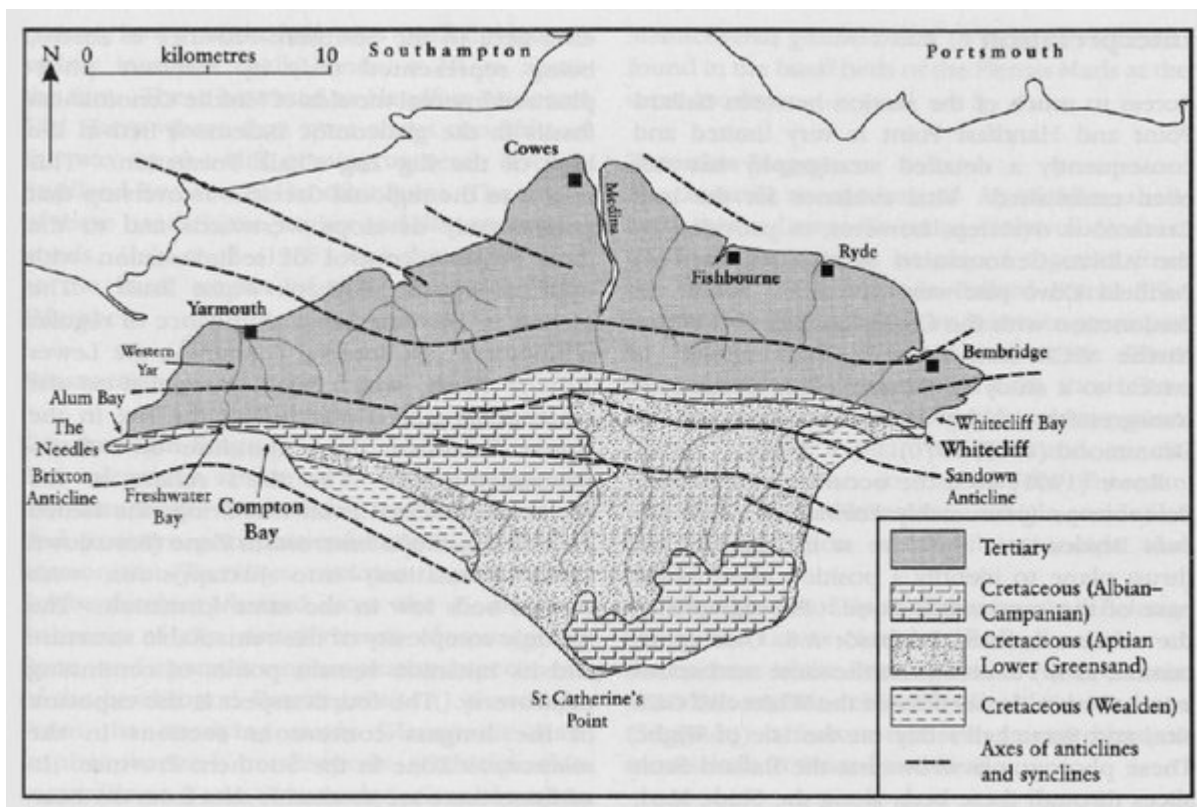 N
0 kilometres 10
Southampton
Portsmouth
Cowes
Medina
Ryde
Fishbourne
Yarmouth
Bembridge
Western
Yar
Alum Bay
The
Needles
Whitecliff Bay
Whitecliff
Brixton
Anticline
Sandown
Anticline
Freshwater
Bay
Compton
Bay
St Catherine's
Point
Tertiary
Cretaceous (Albian–
Campanian)
Cretaceous (Aptian
Lower Greensand)
Cretaceous (Wealden)
Axes of anticlines
and synclines